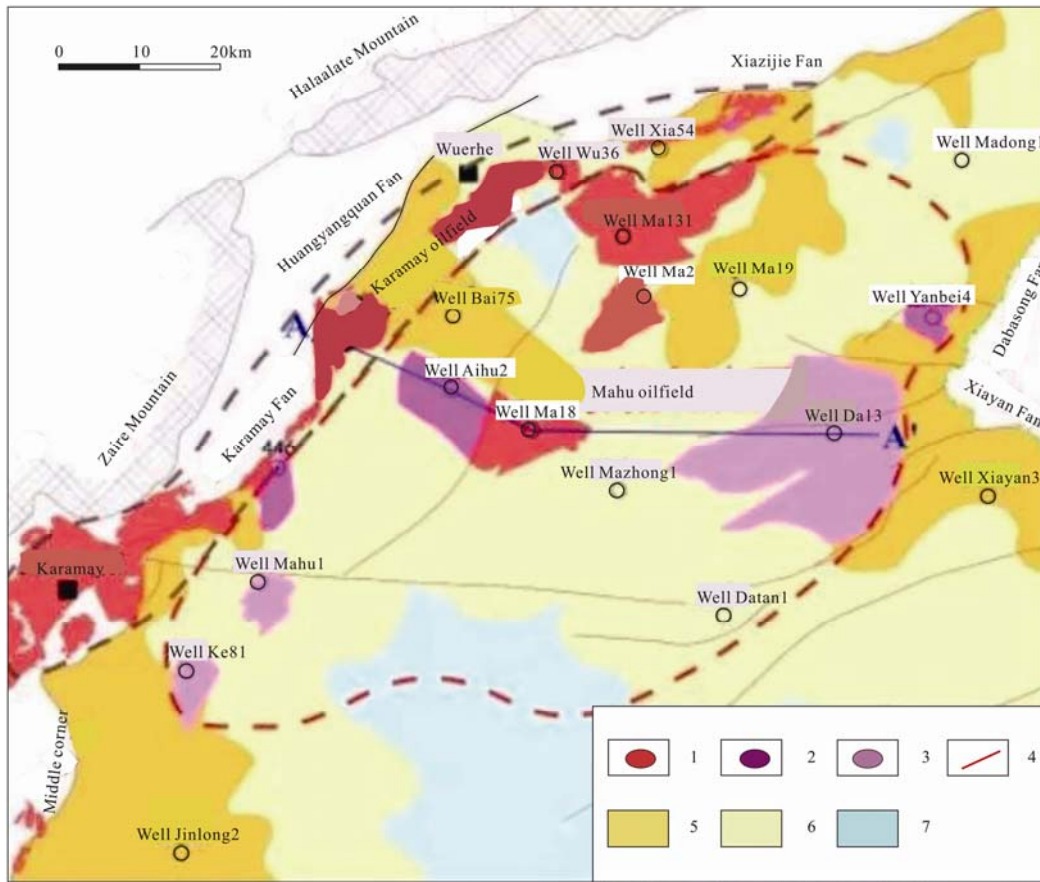 0 10 20km
Halaalate Mountain
Xiazijie Fan
Well Xia54
Wuerhe
Well Wu36
Well Madong1
Huangyangquan Fan
Karamay oilfield
Well Ma131
Well Ma2
Well Ma19
Dabasong Fan
Well Bai75
Well Yanbei4
A
Well Aihu2
Mahu oilfield
Xiayan Fan
Zaire Mountain
Karamay Fan
Well Ma18
Well Da13
A'
Well Mazhong1
Well Xiayan3
Karamay
Well Mahu1
Well Datan1
Well Ke81
Middle corner
Well Jinlong2
1 2 3 4
5 6 7